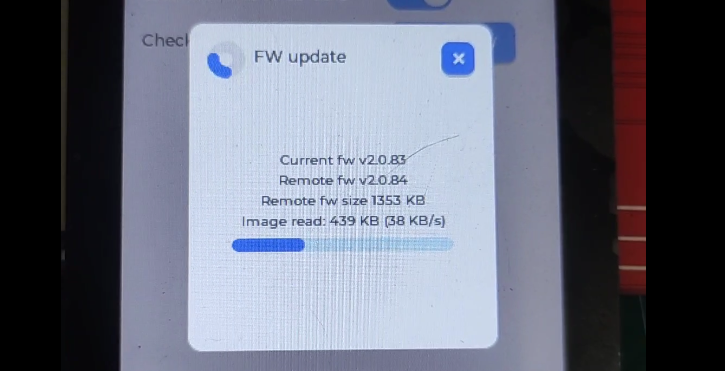 Check
FW update
Current fw v2.0.83
Remote fw v2.0.84
Remote fw size 1353 KB
Image read: 439 KB (38 KB/s)